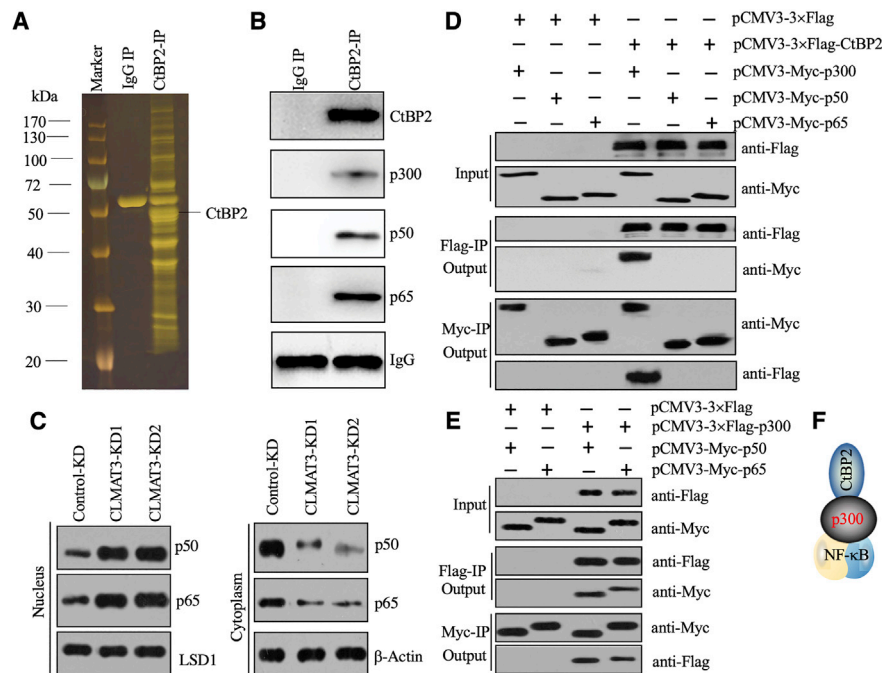 A
Marker
IgG IP
CtBP2-IP
kDa
170
130
100
72
50
40
30
20
CtBP2
B
IgG IP
CtBP2-IP
CtBP2
p300
p50
p65
IgG
C
Control-KD
CLMAT3-KD1
CLMAT3-KD2
Nucleus
p50
p65
LSD1
Control-KD
CLMAT3-KD1
CLMAT3-KD2
Cytoplasm
p50
p65
β-Actin
D
+ + + − − − pCMV3-3×Flag
− − − + + + pCMV3-3×Flag-CtBP2
+ − − + − − pCMV3-Myc-p300
− + − − + − pCMV3-Myc-p50
− − + − − + pCMV3-Myc-p65
Input
anti-Flag
anti-Myc
Flag-IP
Output
anti-Flag
anti-Myc
Myc-IP
Output
anti-Myc
anti-Flag
E
+ + − − pCMV3-3×Flag
− − + + pCMV3-3×Flag-p300
+ − + − pCMV3-Myc-p50
− + − + pCMV3-Myc-p65
Input
anti-Flag
anti-Myc
Flag-IP
Output
anti-Flag
anti-Myc
Myc-IP
Output
anti-Myc
anti-Flag
F
CtBP2
p300
NF-κB